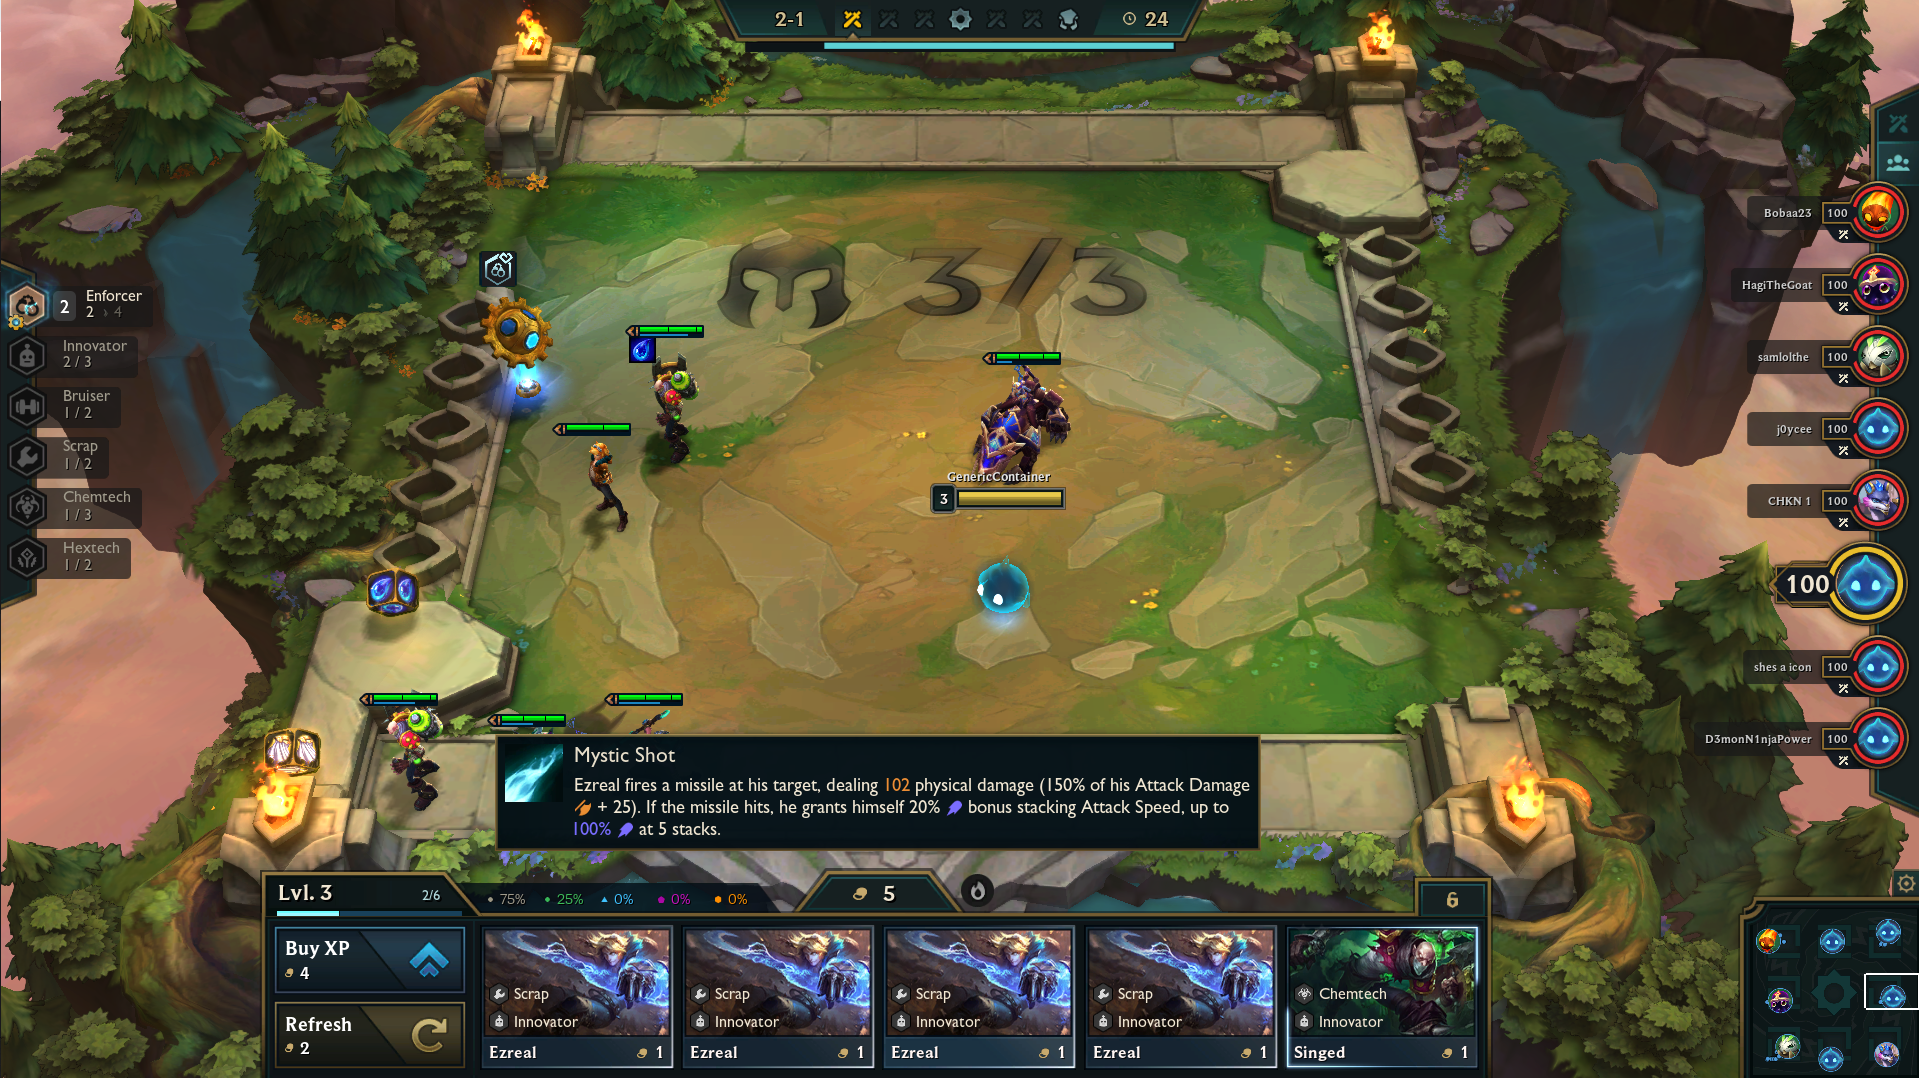 2-1
24
3/3
2
Enforcer
2 › 4
Innovator
2 / 3
Bruiser
1 / 2
Scrap
1 / 2
Chemtech
1 / 3
Hextech
1 / 2
GenericContainer
3
Bobaa23
100
HagiTheGoat
100
samlolthe
100
j0ycee
100
CHKN 1
100
100
shes a icon
100
D3monN1njaPower
100
Mystic Shot
Ezreal fires a missile at his target, dealing 102 physical damage (150% of his Attack Damage
+ 25). If the missile hits, he grants himself 20% bonus stacking Attack Speed, up to
100% at 5 stacks.
Lvl. 3
2/6
75%
25%
0%
0%
0%
5
6
Buy XP
4
Refresh
2
Scrap
Innovator
Ezreal
1
Scrap
Innovator
Ezreal
1
Scrap
Innovator
Ezreal
1
Scrap
Innovator
Ezreal
1
Chemtech
Innovator
Singed
1